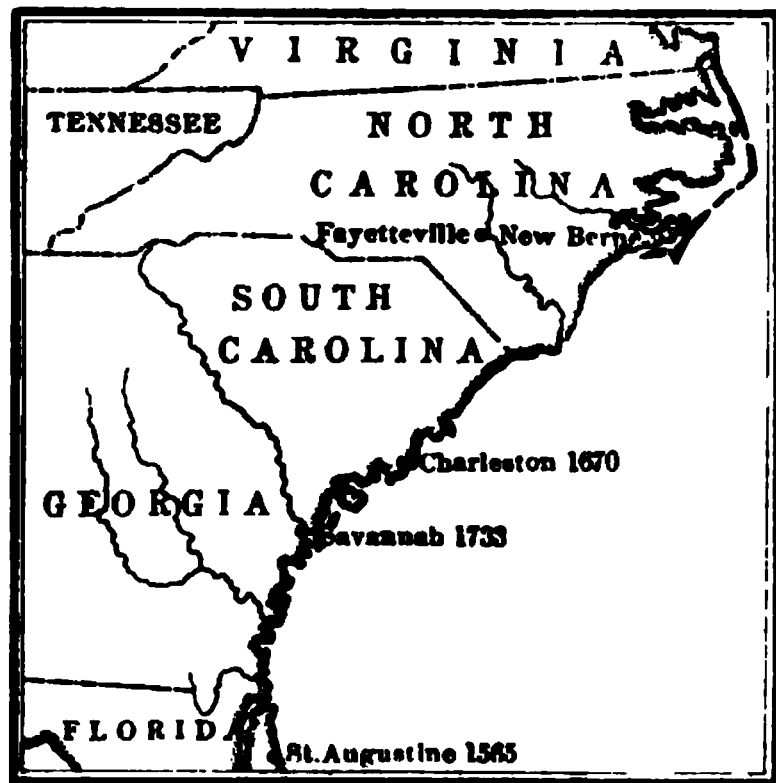 VIRGINIA
TENNESSEE
NORTH
CAROLINA
Fayetteville New Berne
SOUTH
CAROLINA
Charleston 1670
GEORGIA
Savannah 1733
FLORIDA
St. Augustine 1565